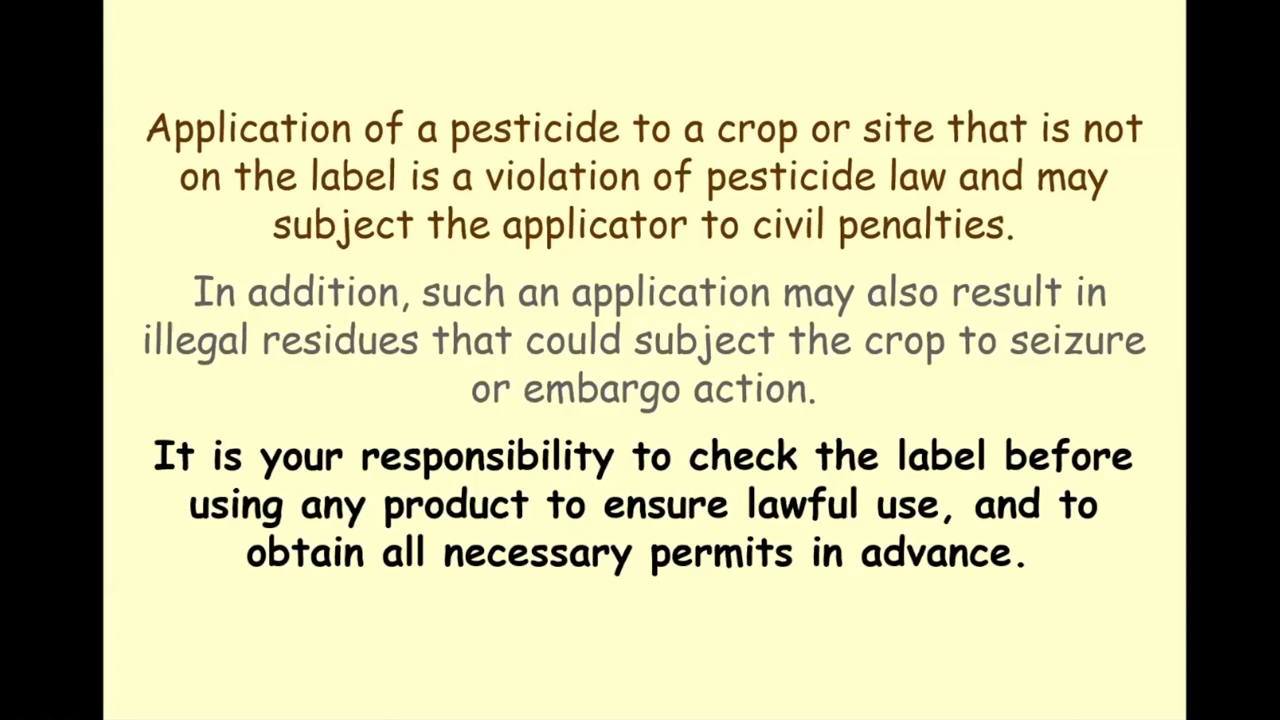 Application of a pesticide to a crop or site that is not
on the label is a violation of pesticide law and may
subject the applicator to civil penalties.
In addition, such an application may also result in
illegal residues that could subject the crop to seizure
or embargo action.
It is your responsibility to check the label before
using any product to ensure lawful use, and to
obtain all necessary permits in advance.